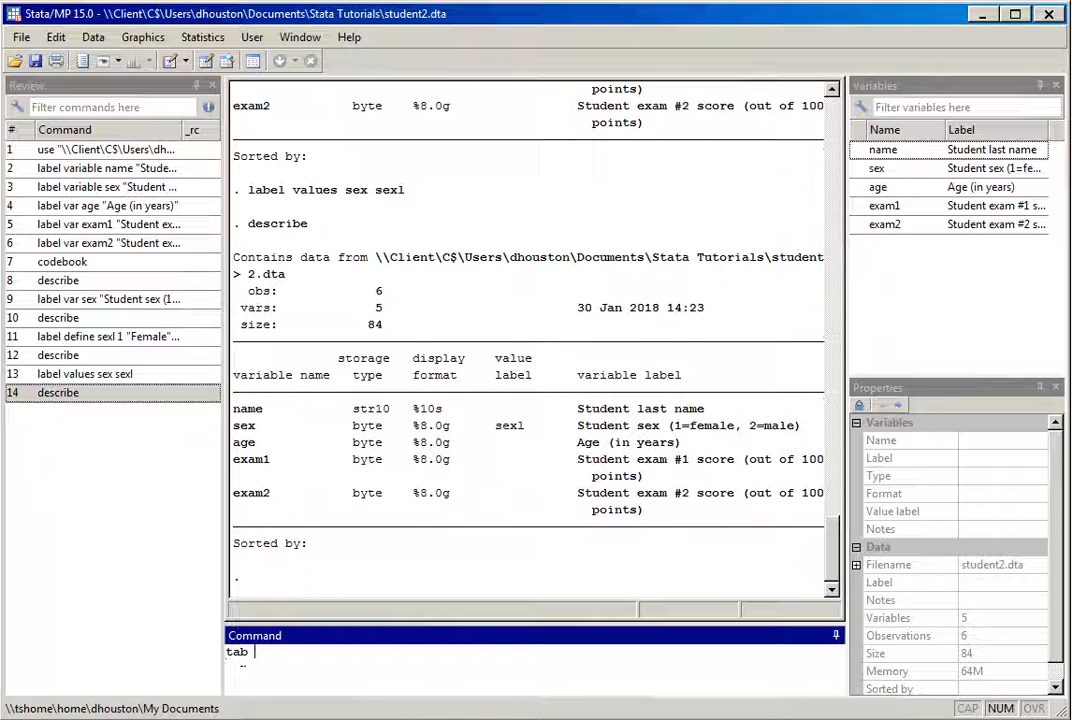 Stata/MP 15.0 - \\Client\C$\Users\dhouston\Documents\Stata Tutorials\student2.dta
File Edit Data Graphics Statistics User Window Help
Review
Filter commands here
# Command _rc
1 use "\\Client\C$\Users\dh...
2 label variable name "Stude...
3 label variable sex "Student ...
4 label var age "Age (in years)"
5 label var exam1 "Student ex...
6 label var exam2 "Student ex...
7 codebook
8 describe
9 label var sex "Student sex (1...
10 describe
11 label define sexl 1 "Female"...
12 describe
13 label values sex sexl
14 describe
points)
exam2 byte %8.0g Student exam #2 score (out of 100
points)
Sorted by:
. label values sex sexl
. describe
Contains data from \\Client\C$\Users\dhouston\Documents\Stata Tutorials\student
> 2.dta
obs: 6
vars: 5 30 Jan 2018 14:23
size: 84
storage display value
variable name type format label variable label
name str10 %10s Student last name
sex byte %8.0g sexl Student sex (1=female, 2=male)
age byte %8.0g Age (in years)
exam1 byte %8.0g Student exam #1 score (out of 100
points)
exam2 byte %8.0g Student exam #2 score (out of 100
points)
Sorted by:
.
Command
tab
Variables
Filter variables here
Name Label
name Student last name
sex Student sex (1=fe...
age Age (in years)
exam1 Student exam #1 s...
exam2 Student exam #2 s...
Properties
Variables
Name
Label
Type
Format
Value label
Notes
Data
Filename student2.dta
Label
Notes
Variables 5
Observations 6
Size 84
Memory 64M
Sorted by
\\tshome\home\dhouston\My Documents
CAP NUM OVR